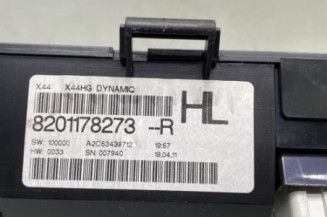 X44 X44HG DYNAMIC
HL
8201178273 --R
SW: 100000 A2C53439712 19:57
HW: 0033 SN: 007940 19.04.11